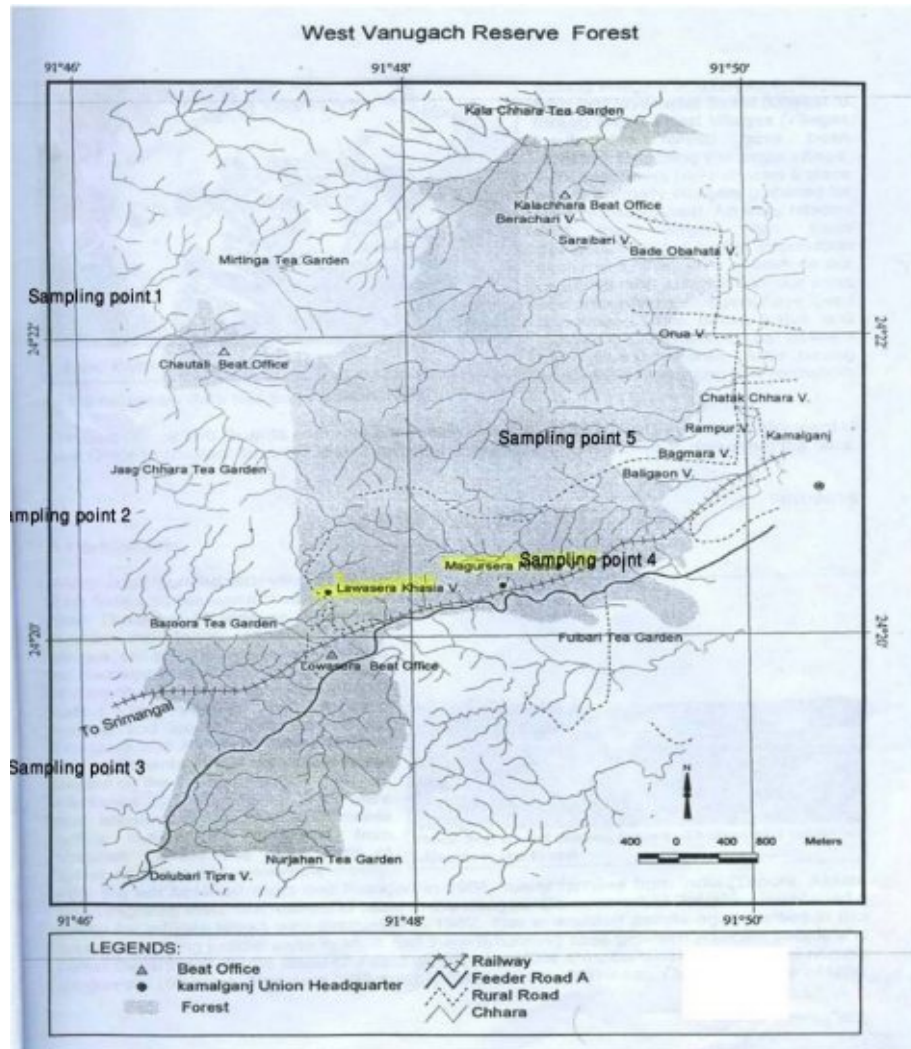 West Vanugach Reserve Forest
91°46'
91°48'
91°50'
Kala Chhara Tea Garden
Kalachhara Beat Office
Berachari V.
Saraibari V.
Bade Obahata V.
Mirtinga Tea Garden
Sampling point 1
24°22'
24°22'
Orua V.
Chautali Beat Office
Chatak Chhara V.
Rampur V.
Kamalganj
Sampling point 5
Bagmara V.
Jaag Chhara Tea Garden
Baligaon V.
ampling point 2
Magursera
Sampling point 4
Lawasera Khasia V.
Baroora Tea Garden
24°20'
24°20'
Fulbari Tea Garden
Lowasera Beat Office
To Srimangal
Sampling point 3
N
400 0 400 800 Meters
Nurjahan Tea Garden
Dolubari Tipra V.
91°46'
91°48'
91°50'
LEGENDS:
Beat Office
kamalganj Union Headquarter
Forest
Railway
Feeder Road A
Rural Road
Chhara